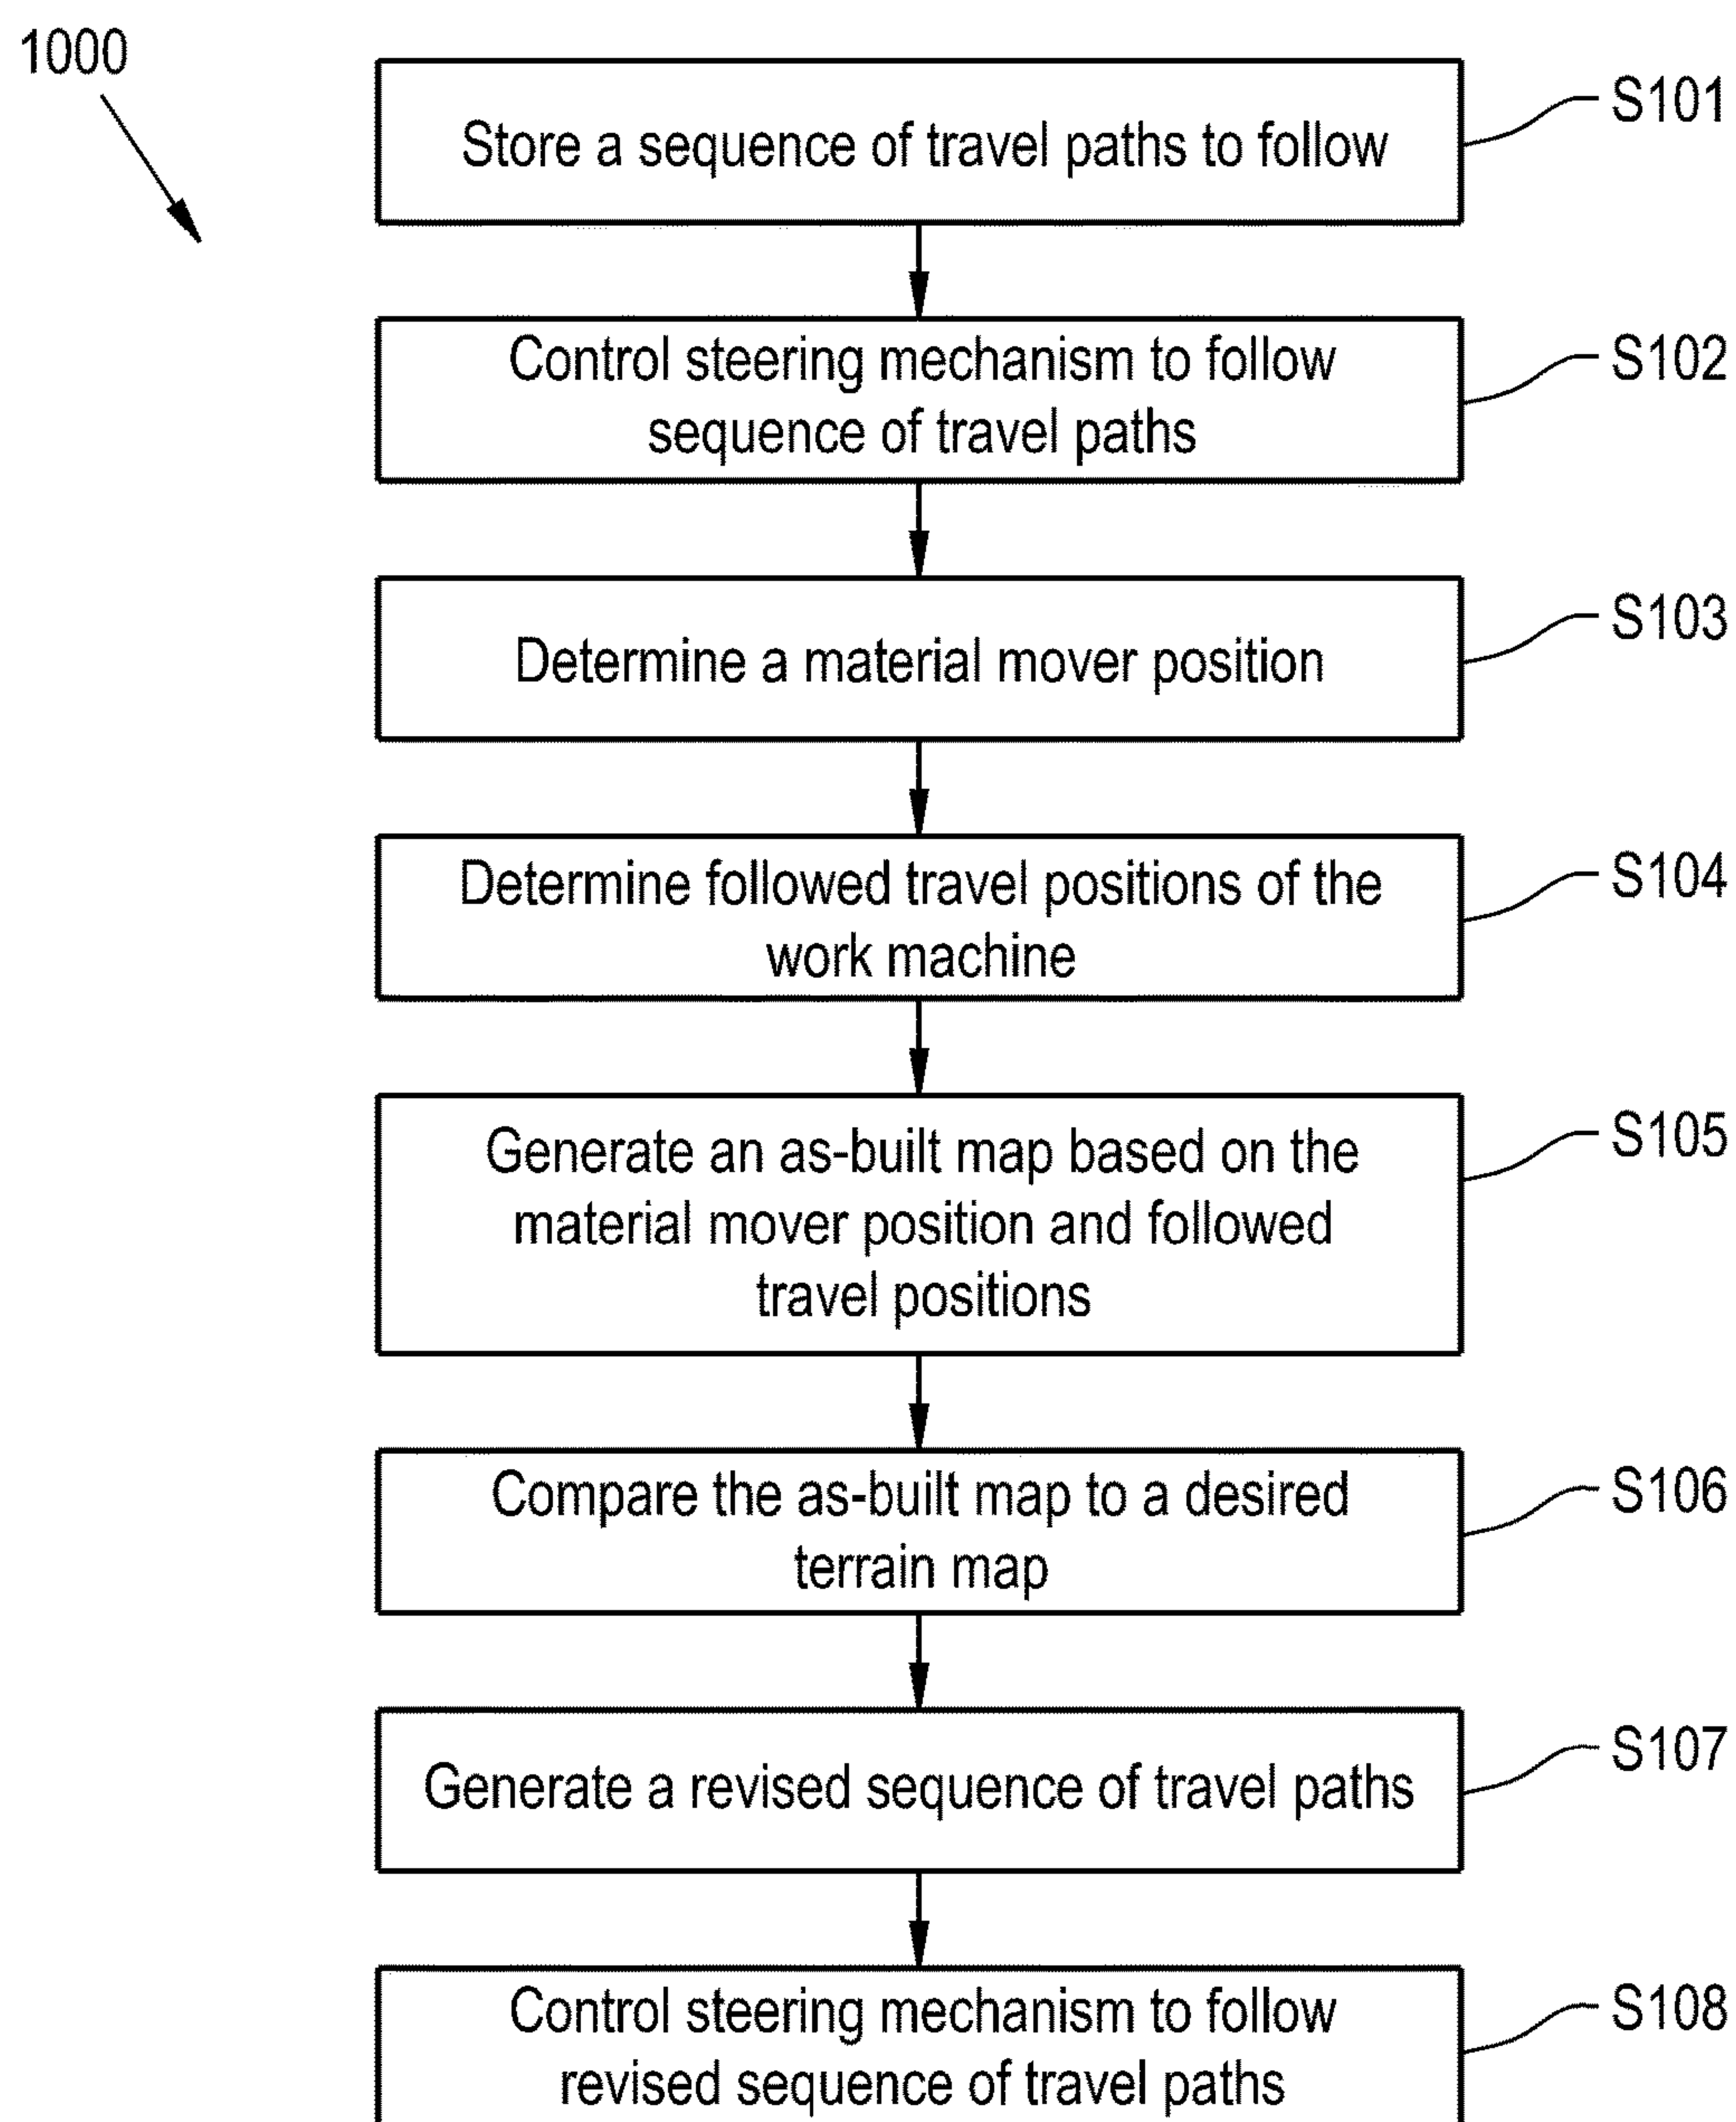 1000
Store a sequence of travel paths to follow
S101
Control steering mechanism to follow
sequence of travel paths
S102
Determine a material mover position
S103
Determine followed travel positions of the
work machine
S104
Generate an as-built map based on the
material mover position and followed
travel positions
S105
Compare the as-built map to a desired
terrain map
S106
Generate a revised sequence of travel paths
S107
Control steering mechanism to follow
revised sequence of travel paths
S108